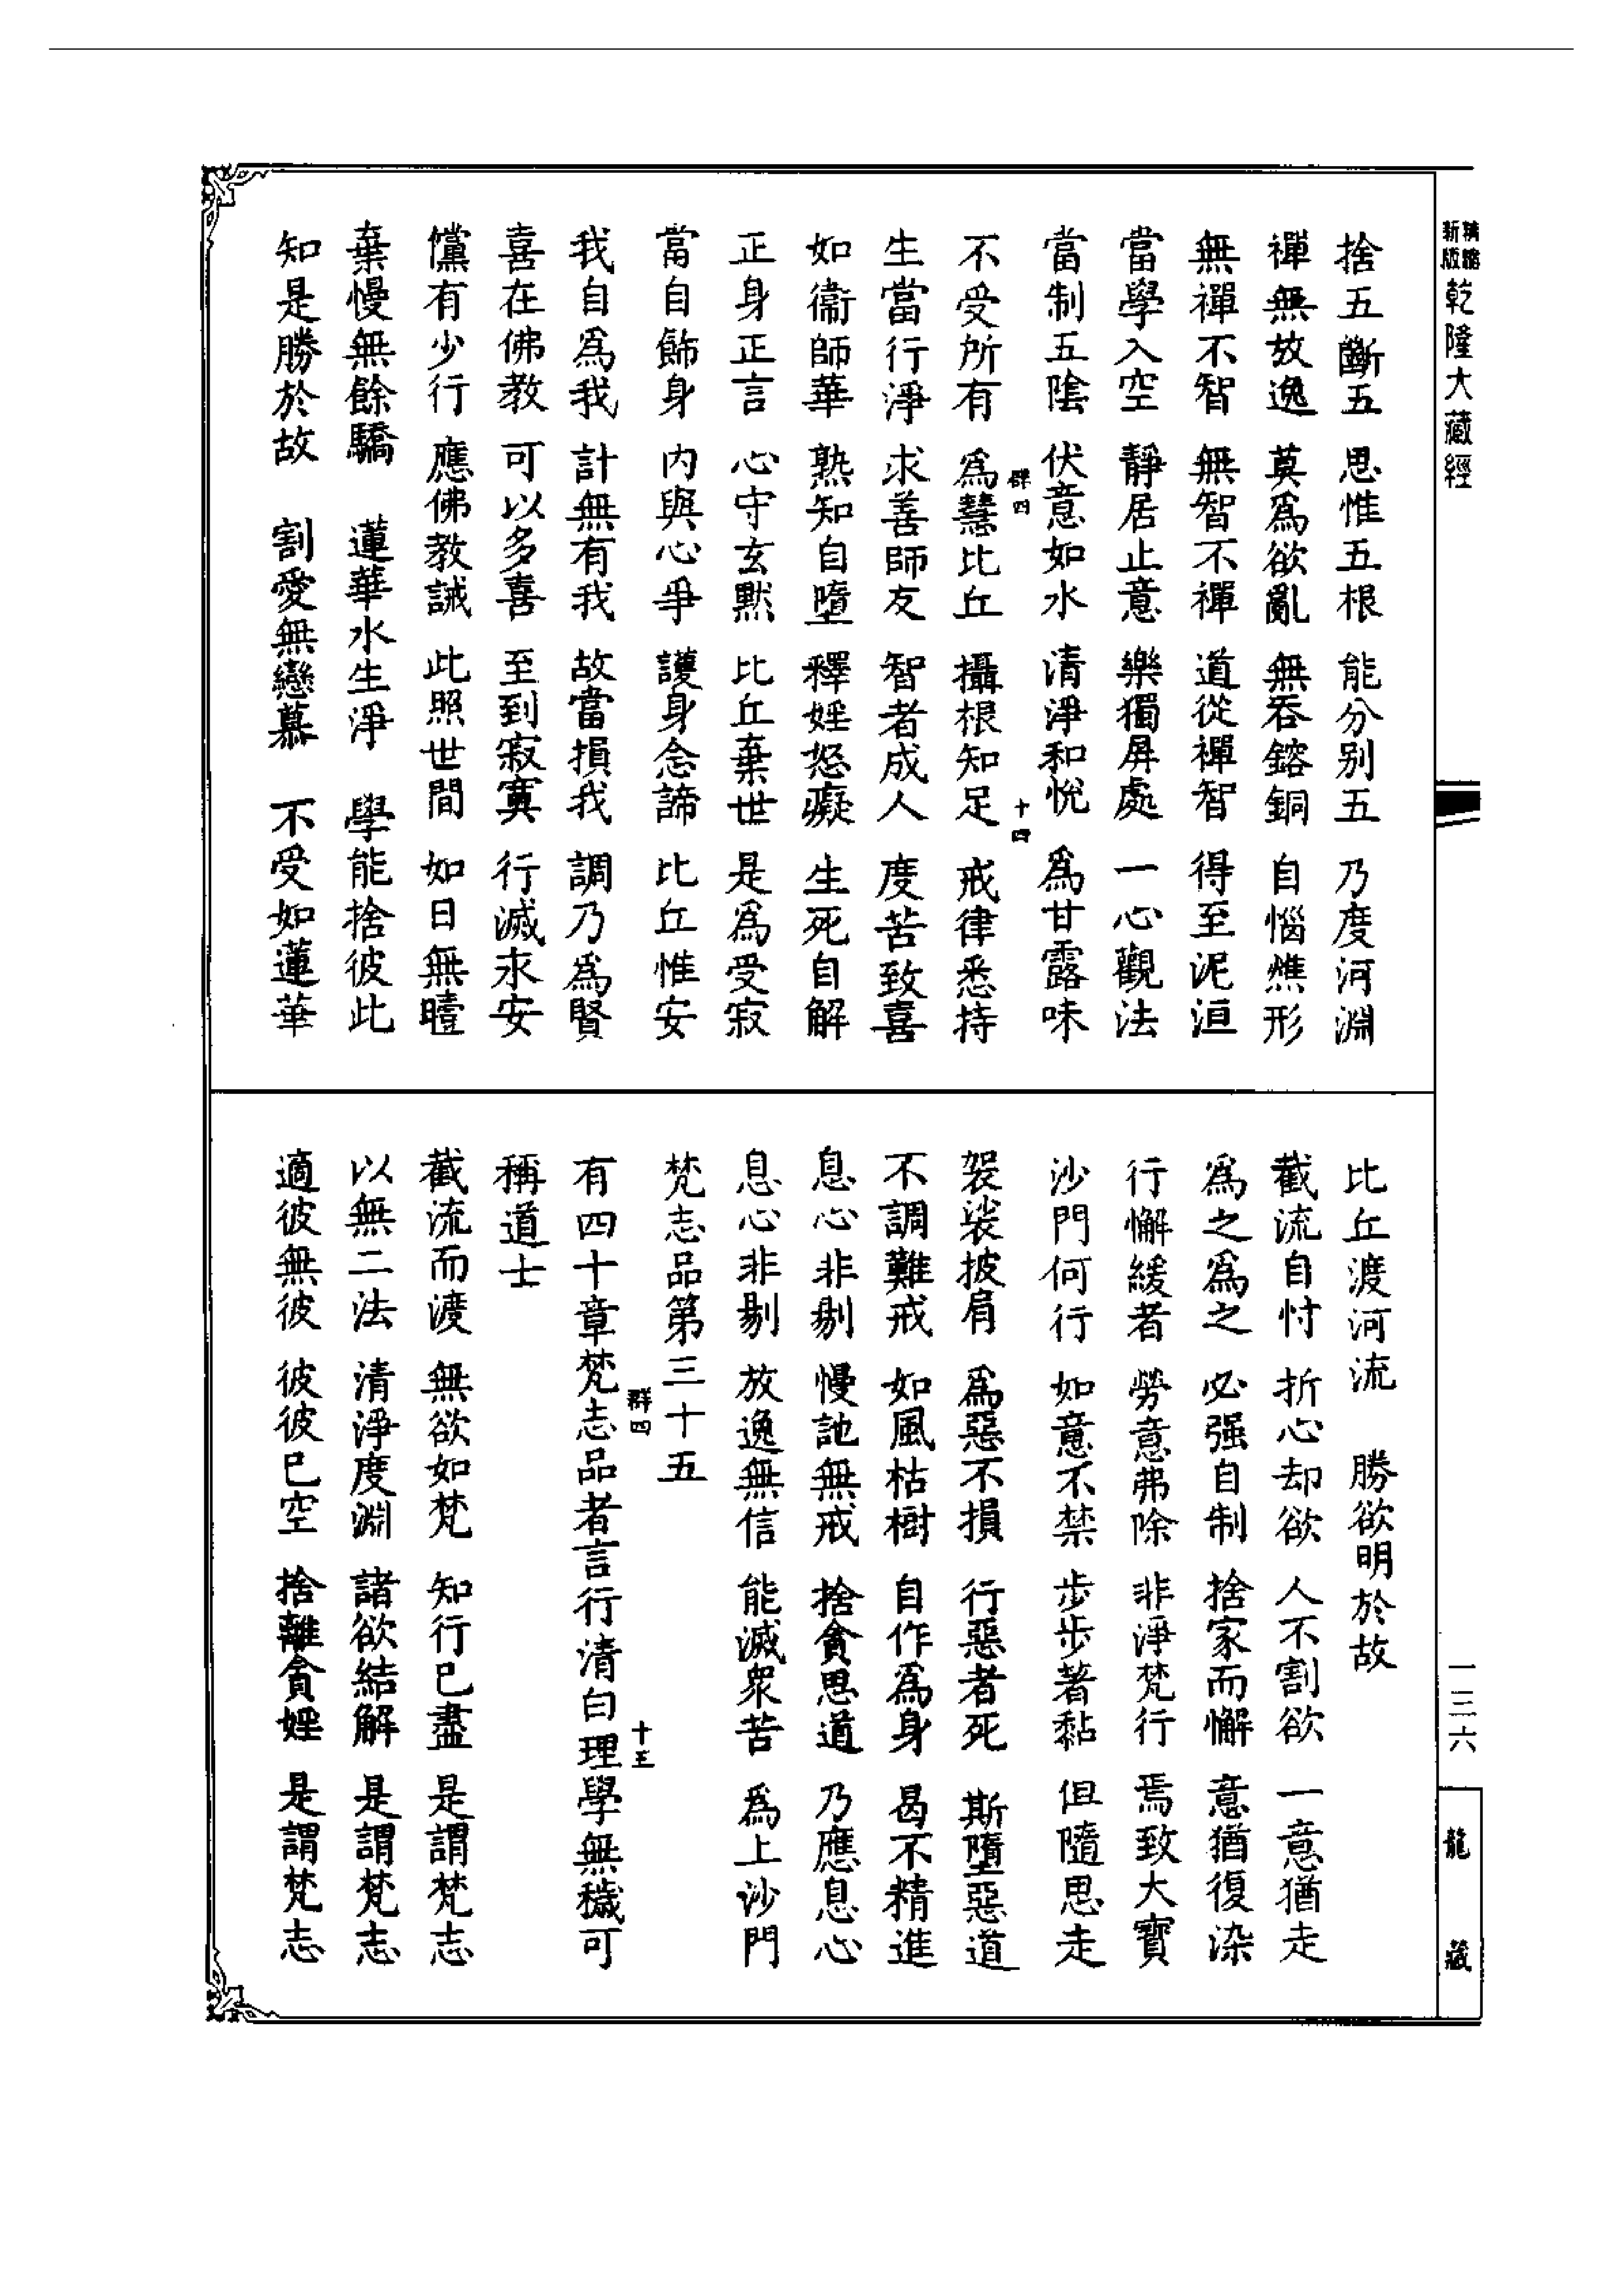 精縮新版乾隆大藏經
捨五斷五　思惟五根　能分別五　乃度河淵
禪無放逸　莫爲欲亂　無吞鎔銅　自惱燋形
無禪不智　無智不禪　道從禪智　得至泥洹
當學入空　靜居止意　樂獨屏處　一心觀法
當制五陰　伏意如水　清淨和悅　爲甘露味
群四　十四
不受所有　爲慧比丘　攝根知足　戒律悉持
生當行淨　求善師友　智者成人　度苦致喜
如衞師華　熟知自墮　釋婬怒癡　生死自解
正身正言　心守玄默　比丘棄世　是爲受寂
當自飾身　内與心爭　護身念諦　比丘惟安
我自爲我　計無有我　故當損我　調乃爲賢
喜在佛教　可以多喜　至到寂寞　行滅永安
儻有少行　應佛教誡　此照世間　如日無曀
棄慢無餘驕　蓮華水生淨　學能捨彼此
知是勝於故　割愛無戀慕　不受如蓮華
比丘渡河流　勝欲明於故
截流自忖　折心却欲　人不割欲　一意猶走
爲之爲之　必强自制　捨家而懈　意猶復染
行懈緩者　勞意弗除　非淨梵行　焉致大寶
沙門何行　如意不禁　步步著黏　但隨思走
袈裟披肩　爲惡不損　行惡者死　斯墮惡道
不調難戒　如風枯樹　自作爲身　曷不精進
息心非剔　慢訑無戒　捨貪思道　乃應息心
息心非剔　放逸無信　能滅衆苦　爲上沙門
梵志品第三十五
群四　十五
有四十章梵志品者言行清白理學無穢可
稱道士
截流而渡　無欲如梵　知行已盡　是謂梵志
以無二法　清淨度淵　諸欲結解　是謂梵志
適彼無彼　彼彼已空　捨離貪婬　是謂梵志
一三六
龍藏